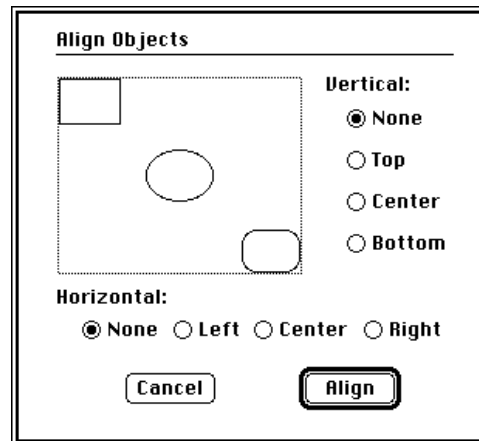 Align Objects
Vertical:
None
Top
Center
Bottom
Horizontal:
None Left Center Right
Cancel Align